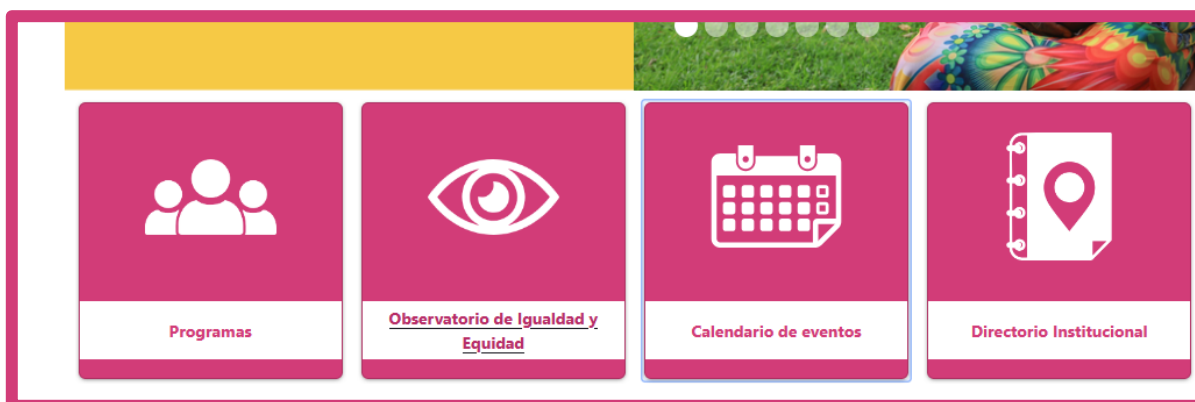 Programas
Observatorio de Igualdad y
Equidad
Calendario de eventos
Directorio Institucional